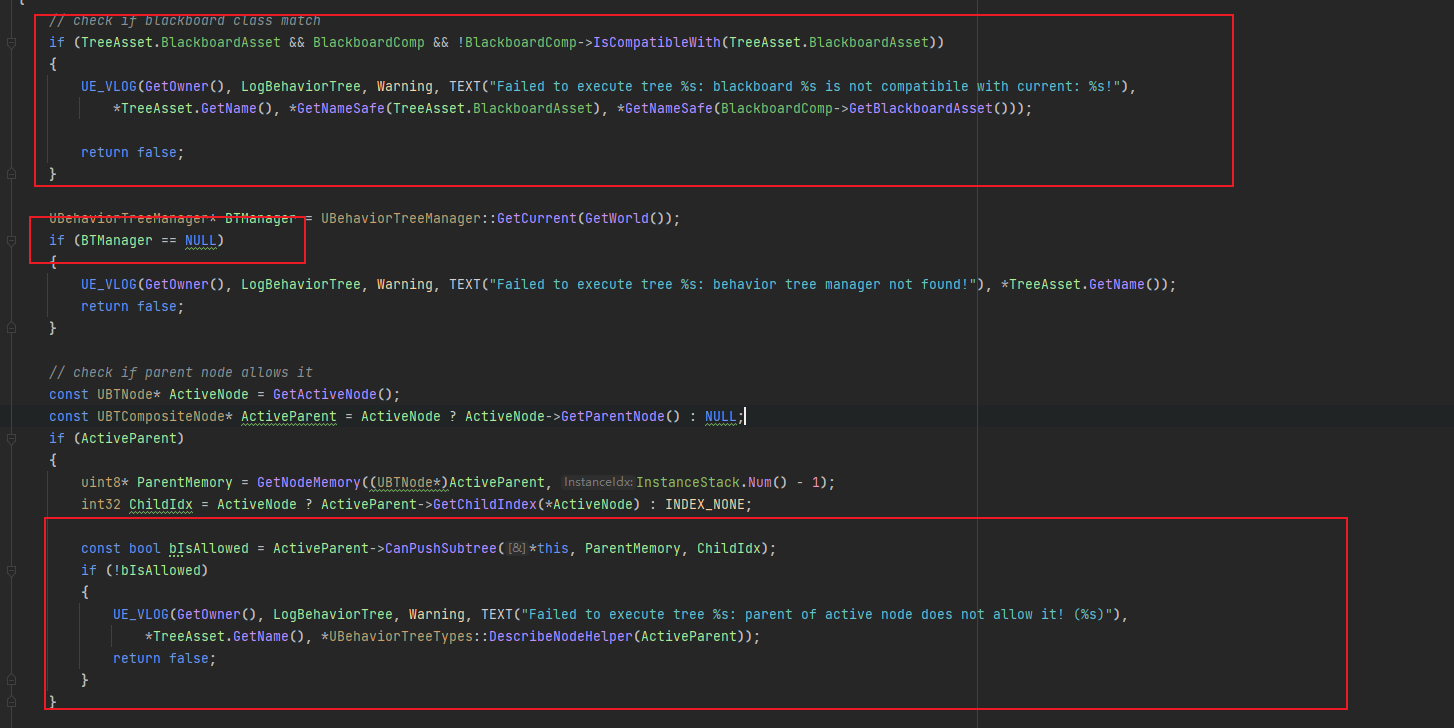 {
// check if blackboard class match
if (TreeAsset.BlackboardAsset && BlackboardComp && !BlackboardComp->IsCompatibleWith(TreeAsset.BlackboardAsset))
{
UE_VLOG(GetOwner(), LogBehaviorTree, Warning, TEXT("Failed to execute tree %s: blackboard %s is not compatibile with current: %s!"),
*TreeAsset.GetName(), *GetNameSafe(TreeAsset.BlackboardAsset), *GetNameSafe(BlackboardComp->GetBlackboardAsset()));
return false;
}
UBehaviorTreeManager* BTManager = UBehaviorTreeManager::GetCurrent(GetWorld());
if (BTManager == NULL)
{
UE_VLOG(GetOwner(), LogBehaviorTree, Warning, TEXT("Failed to execute tree %s: behavior tree manager not found!"), *TreeAsset.GetName());
return false;
}
// check if parent node allows it
const UBTNode* ActiveNode = GetActiveNode();
const UBTCompositeNode* ActiveParent = ActiveNode ? ActiveNode->GetParentNode() : NULL;
if (ActiveParent)
{
uint8* ParentMemory = GetNodeMemory((UBTNode*)ActiveParent, InstanceIdx: InstanceStack.Num() - 1);
int32 ChildIdx = ActiveNode ? ActiveParent->GetChildIndex(*ActiveNode) : INDEX_NONE;
const bool bIsAllowed = ActiveParent->CanPushSubtree([&]*this, ParentMemory, ChildIdx);
if (!bIsAllowed)
{
UE_VLOG(GetOwner(), LogBehaviorTree, Warning, TEXT("Failed to execute tree %s: parent of active node does not allow it! (%s)"),
*TreeAsset.GetName(), *UBehaviorTreeTypes::DescribeNodeHelper(ActiveParent));
return false;
}
}